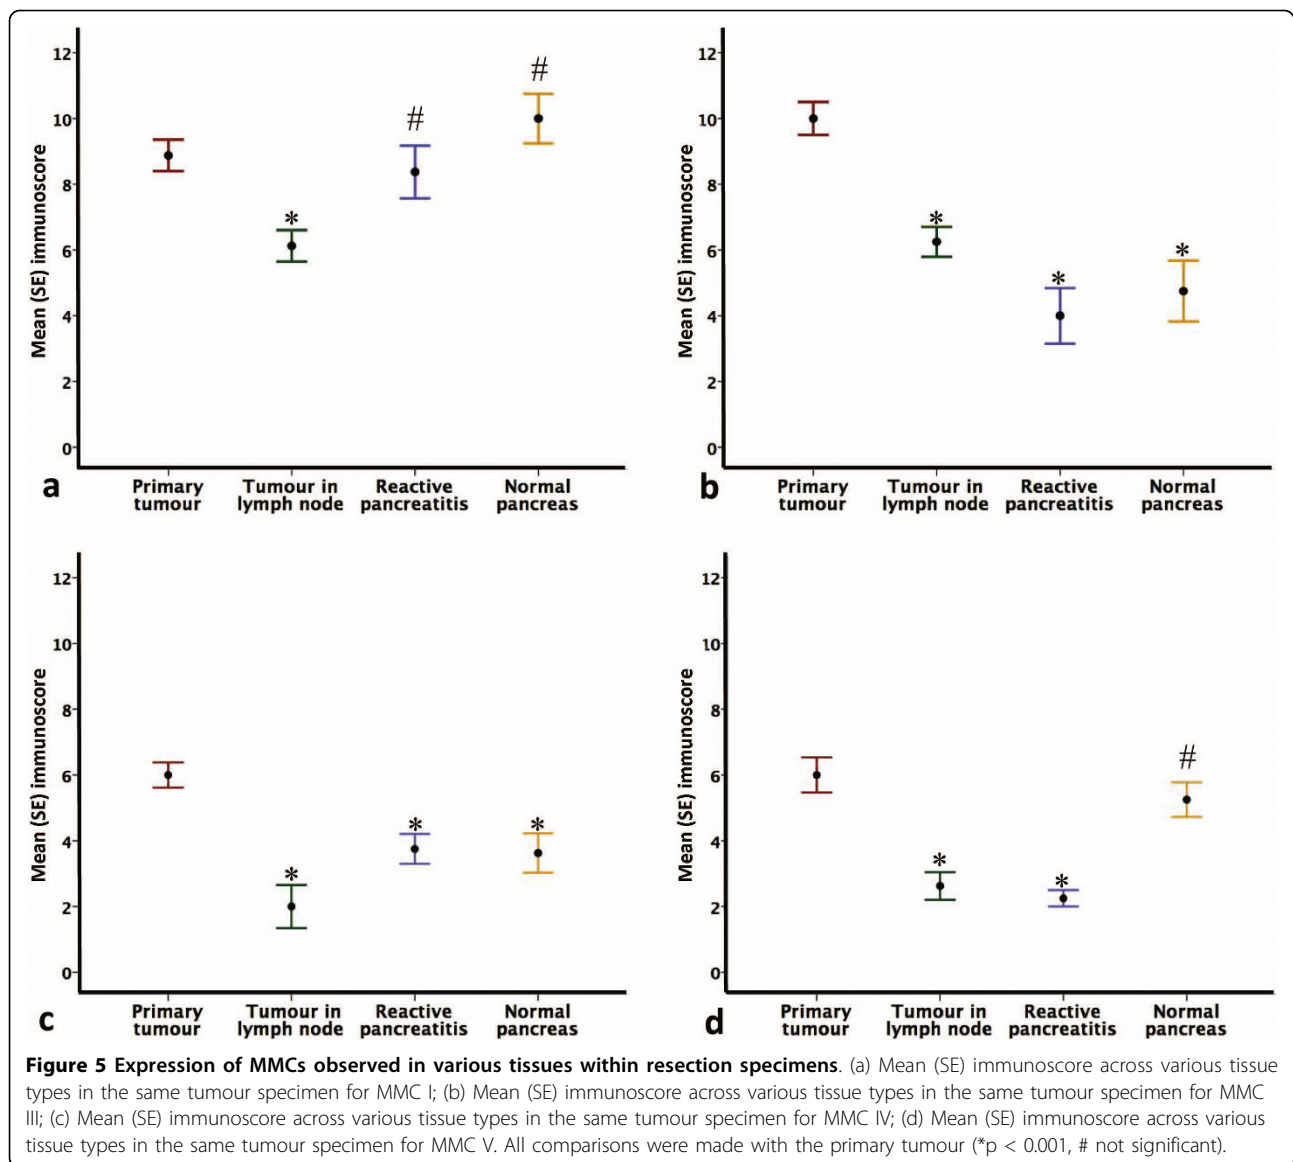 12
10
8
6
4
2
0
Mean (SE) immunoscore
*
#
#
a
Primary tumour
Tumour in lymph node
Reactive pancreatitis
Normal pancreas
12
10
8
6
4
2
0
Mean (SE) immunoscore
*
*
*
b
Primary tumour
Tumour in lymph node
Reactive pancreatitis
Normal pancreas
12
10
8
6
4
2
0
Mean (SE) immunoscore
*
*
*
c
Primary tumour
Tumour in lymph node
Reactive pancreatitis
Normal pancreas
12
10
8
6
4
2
0
Mean (SE) immunoscore
*
*
#
d
Primary tumour
Tumour in lymph node
Reactive pancreatitis
Normal pancreas
Figure 5 Expression of MMCs observed in various tissues within resection specimens. (a) Mean (SE) immunoscore across various tissue
types in the same tumour specimen for MMC I; (b) Mean (SE) immunoscore across various tissue types in the same tumour specimen for MMC
III; (c) Mean (SE) immunoscore across various tissue types in the same tumour specimen for MMC IV; (d) Mean (SE) immunoscore across various
tissue types in the same tumour specimen for MMC V. All comparisons were made with the primary tumour (*p < 0.001, # not significant).